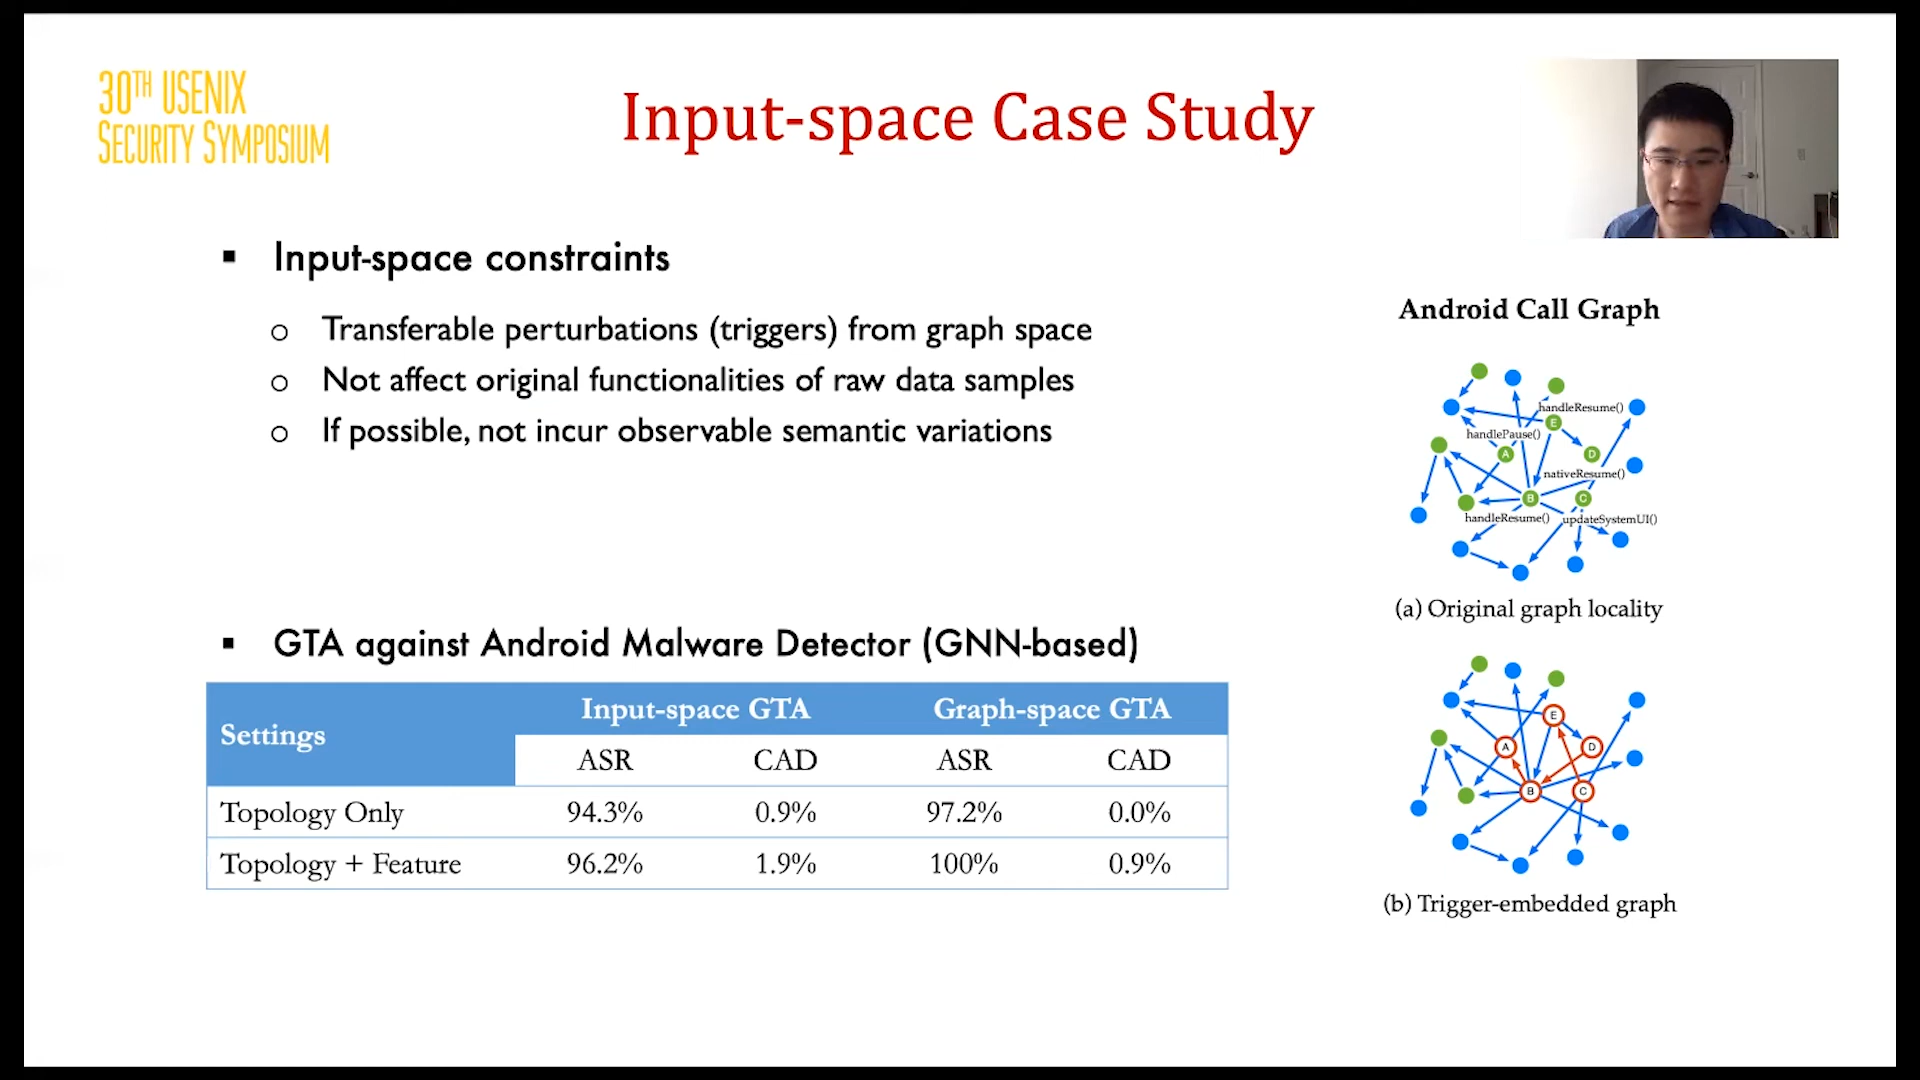 30TH USENIX
SECURITY SYMPOSIUM
Input-space Case Study
▪ Input-space constraints
o Transferable perturbations (triggers) from graph space
o Not affect original functionalities of raw data samples
o If possible, not incur observable semantic variations
▪ GTA against Android Malware Detector (GNN-based)
Settings Input-space GTA Graph-space GTA
ASR CAD ASR CAD
Topology Only 94.3% 0.9% 97.2% 0.0%
Topology + Feature 96.2% 1.9% 100% 0.9%
Android Call Graph
handleResume()
E
handlePause()
A D
nativeResume()
B C
handleResume() updateSystemUI()
(a) Original graph locality
E
A D
B C
(b) Trigger-embedded graph